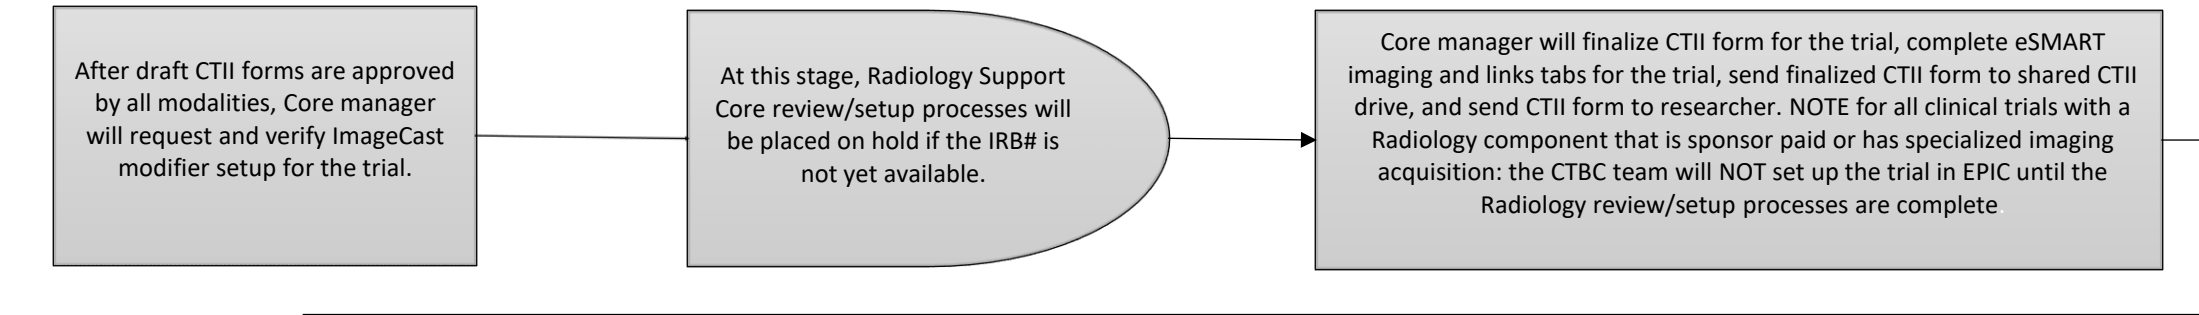 After draft CTII forms are approved
by all modalities, Core manager
will request and verify ImageCast
modifier setup for the trial.
At this stage, Radiology Support
Core review/setup processes will
be placed on hold if the IRB# is
not yet available.
Core manager will finalize CTII form for the trial, complete eSMART
imaging and links tabs for the trial, send finalized CTII form to shared CTII
drive, and send CTII form to researcher. NOTE for all clinical trials with a
Radiology component that is sponsor paid or has specialized imaging
acquisition: the CTBC team will NOT set up the trial in EPIC until the
Radiology review/setup processes are complete.